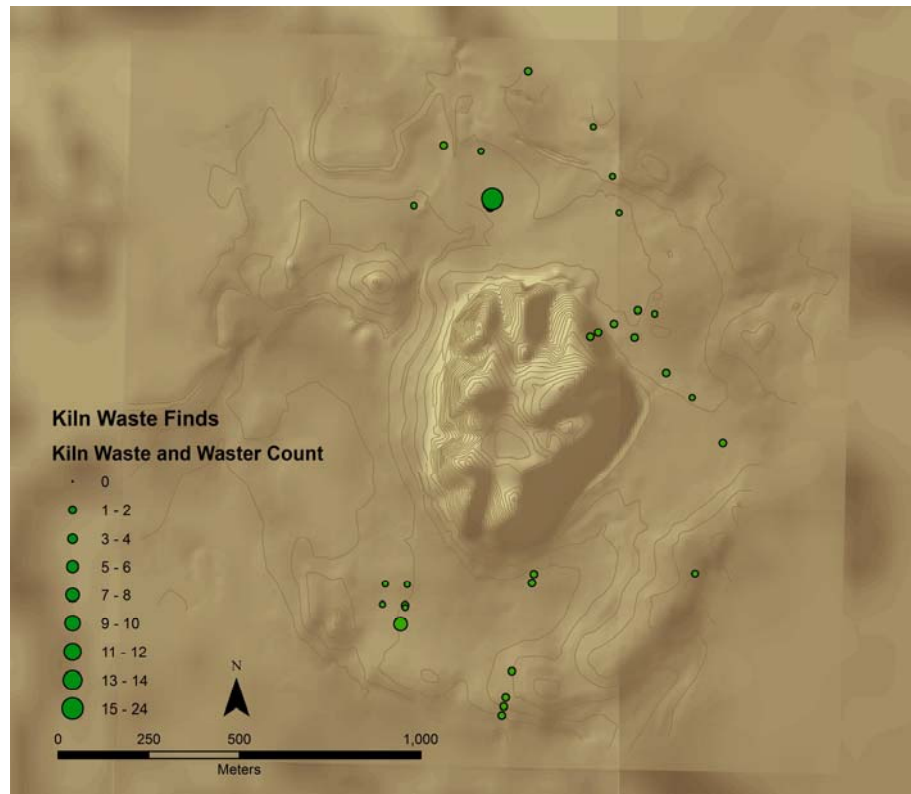 Kiln Waste Finds
Kiln Waste and Waster Count
0
1 - 2
3 - 4
5 - 6
7 - 8
9 - 10
11 - 12
13 - 14
15 - 24
N
0 250 500 1,000
Meters